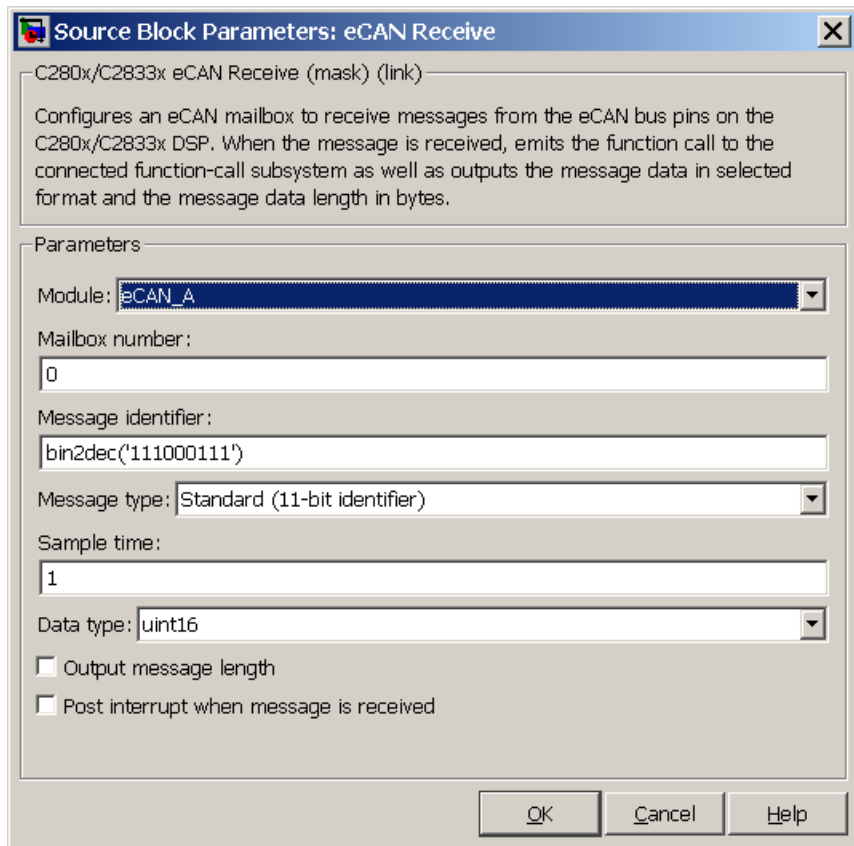 Source Block Parameters: eCAN Receive
C280x/C2833x eCAN Receive (mask) (link)
Configures an eCAN mailbox to receive messages from the eCAN bus pins on the
C280x/C2833x DSP. When the message is received, emits the function call to the
connected function-call subsystem as well as outputs the message data in selected
format and the message data length in bytes.
Parameters
Module: eCAN_A
Mailbox number:
0
Message identifier:
bin2dec('111000111')
Message type: Standard (11-bit identifier)
Sample time:
1
Data type: uint16
Output message length
Post interrupt when message is received
OK Cancel Help